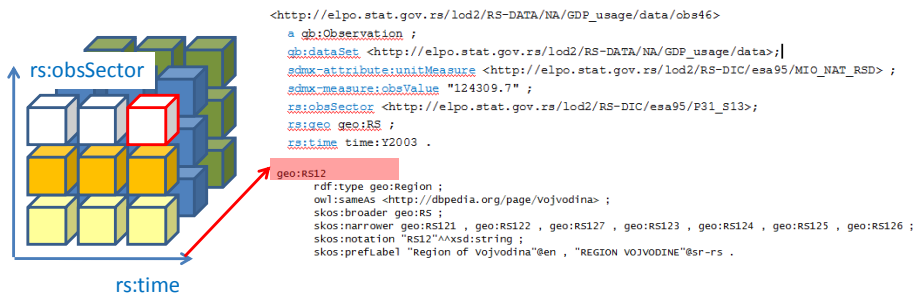 rs:obsSector
rs:time
<http://elpo.stat.gov.rs/lod2/RS-DATA/NA/GDP_usage/data/obs46>
a qb:Observation ;
qb:dataSet <http://elpo.stat.gov.rs/lod2/RS-DATA/NA/GDP_usage/data>;
sdmx-attribute:unitMeasure <http://elpo.stat.gov.rs/lod2/RS-DIC/esa95/MIO_NAT_RSD> ;
sdmx-measure:obsValue "124309.7" ;
rs:obsSector <http://elpo.stat.gov.rs/lod2/RS-DIC/esa95/P31_S13>;
rs:geo geo:RS ;
rs:time time:Y2003 .
geo:RS12
rdf:type geo:Region ;
owl:sameAs <http://dbpedia.org/page/Vojvodina> ;
skos:broader geo:RS ;
skos:narrower geo:RS121 , geo:RS122 , geo:RS127 , geo:RS123 , geo:RS124 , geo:RS125 , geo:RS126 ;
skos:notation "RS12"^^xsd:string ;
skos:prefLabel "Region of Vojvodina"@en , "REGION VOJVODINE"@sr-rs .